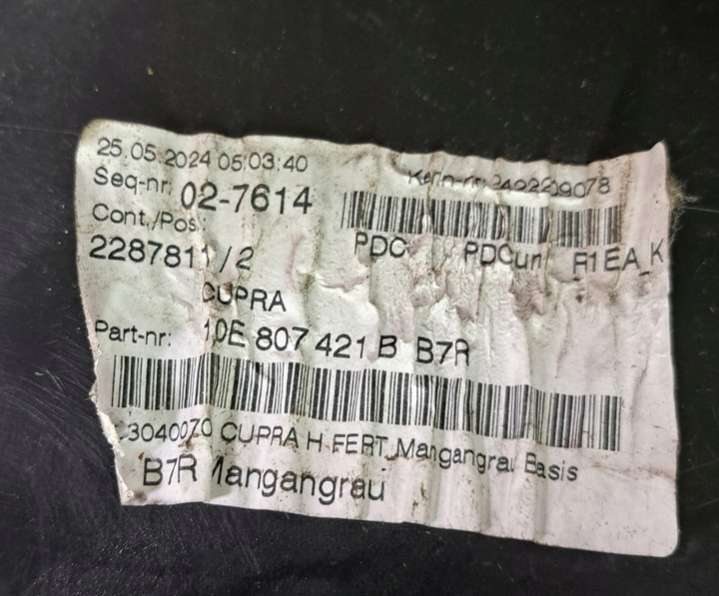 25.05.2024 05:03:40
Seq-nr: 02-7614
Cont./Pos.:
2287811/2
CUPRA
PDC PDCun F1EA_K
Part-nr: 10E 807 421 B B7R
CUPRA H FERT Mangangrau Basis
B7R Mangangrau